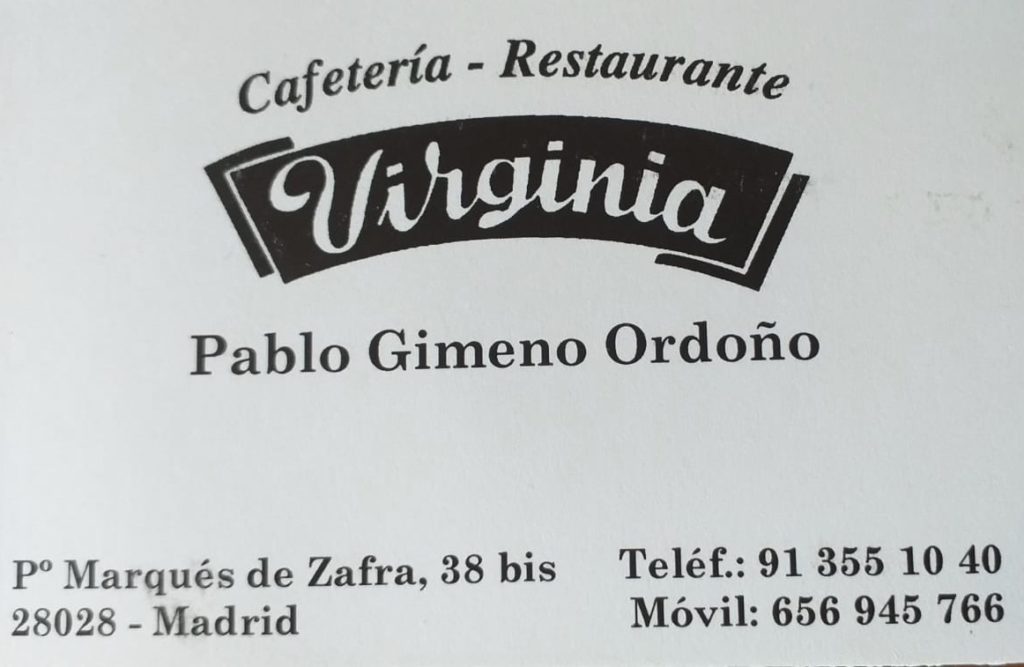 Cafetería - Restaurante
Virginia
Pablo Gimeno Ordoño
Pº Marqués de Zafra, 38 bis
28028 - Madrid
Teléf.: 91 355 10 40
Móvil: 656 945 766